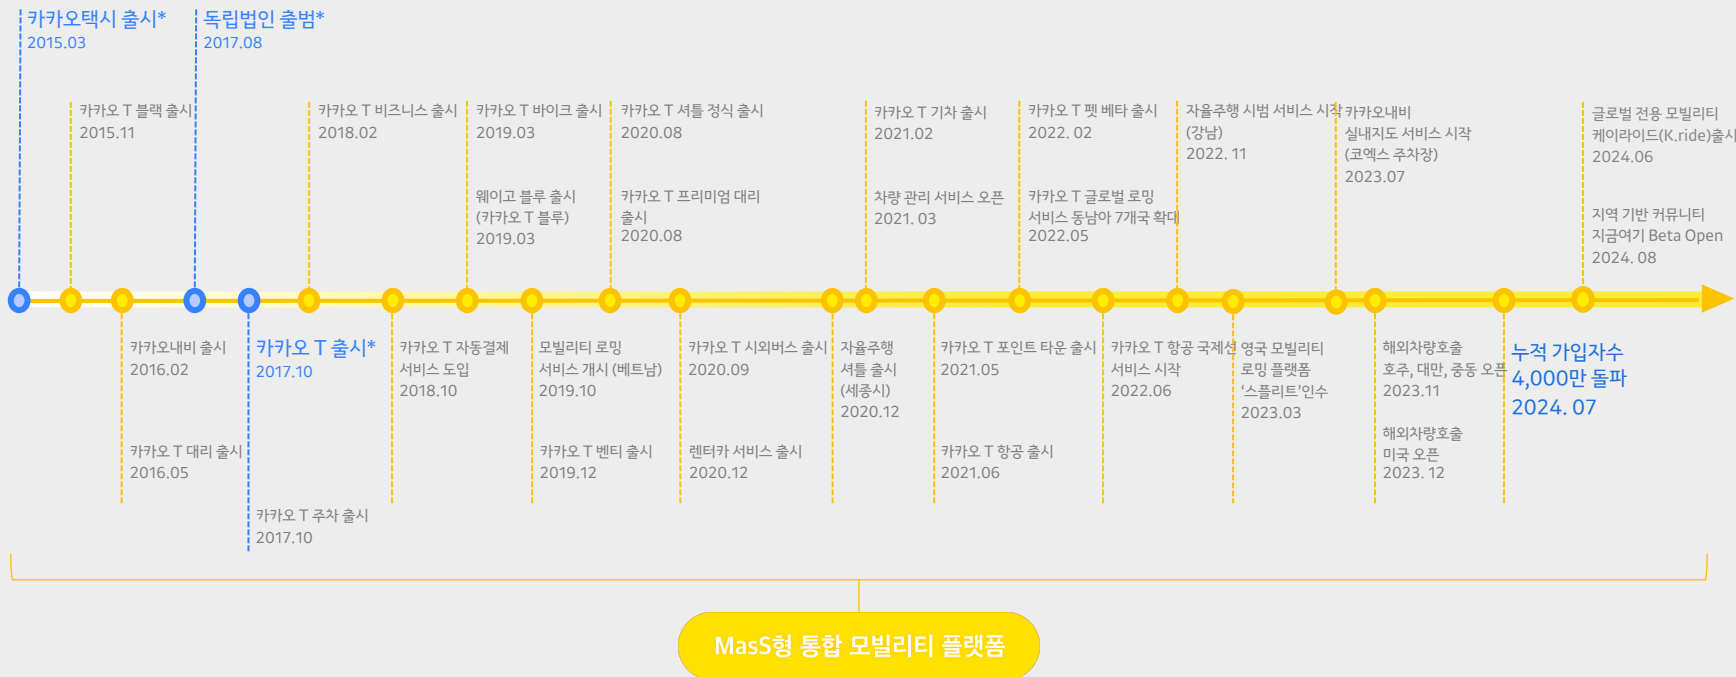 카카오택시 출시*
2015.03
독립법인 출범*
2017.08
카카오 T 블랙 출시
2015.11
카카오 T 비즈니스 출시
2018.02
카카오 T 바이크 출시
2019.03
웨이고 블루 출시
(카카오 T 블루)
2019.03
카카오 T 셔틀 정식 출시
2020.08
카카오 T 프리미엄 대리
출시
2020.08
카카오 T 기차 출시
2021.02
차량 관리 서비스 오픈
2021. 03
카카오 T 펫 베타 출시
2022. 02
카카오 T 글로벌 로밍
서비스 동남아 7개국 확대
2022.05
자율주행 시범 서비스 시작
(강남)
2022. 11
카카오내비
실내지도 서비스 시작
(코엑스 주차장)
2023.07
글로벌 전용 모빌리티
케이라이드(K.ride)출시
2024.06
지역 기반 커뮤니티
지금여기 Beta Open
2024. 08
카카오내비 출시
2016.02
카카오 T 대리 출시
2016.05
카카오 T 출시*
2017.10
카카오 T 주차 출시
2017.10
카카오 T 자동결제
서비스 도입
2018.10
모빌리티 로밍
서비스 개시 (베트남)
2019.10
카카오 T 벤티 출시
2019.12
카카오 T 시외버스 출시
2020.09
렌터카 서비스 출시
2020.12
자율주행
셔틀 출시
(세종시)
2020.12
카카오 T 포인트 타운 출시
2021.05
카카오 T 항공 출시
2021.06
카카오 T 항공 국제선
서비스 시작
2022.06
영국 모빌리티
로밍 플랫폼
‘스플리트’인수
2023.03
해외차량호출
호주, 대만, 중동 오픈
2023.11
해외차량호출
미국 오픈
2023. 12
누적 가입자수
4,000만 돌파
2024. 07
MasS형 통합 모빌리티 플랫폼